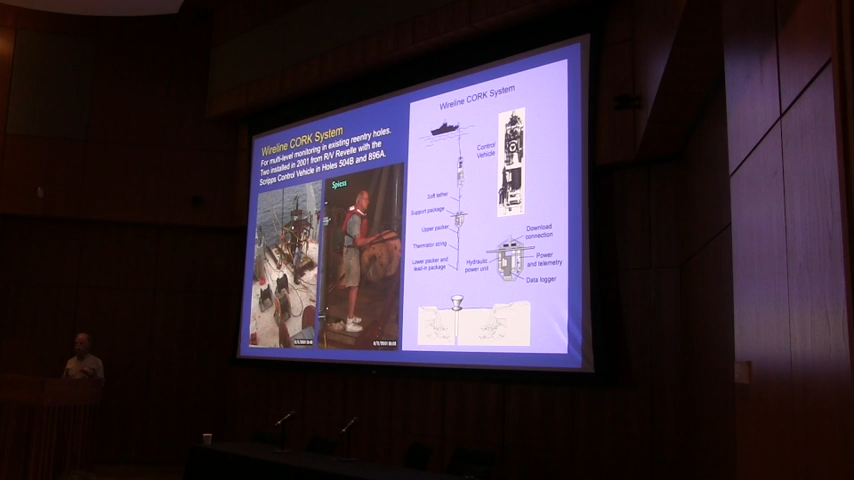 Wireline CORK System
For multi-level monitoring in existing reentry holes.
Two installed in 2001 from R/V Revelle with the
Scripps Control Vehicle in Holes 504B and 896A.
Spiess
Wireline CORK System
Control
Vehicle
Soft tether
Support package
Upper packer
Thermistor string
Lower packer and
lead-in package
Download
connection
Hydraulic
power unit
Power
and telemetry
Data logger